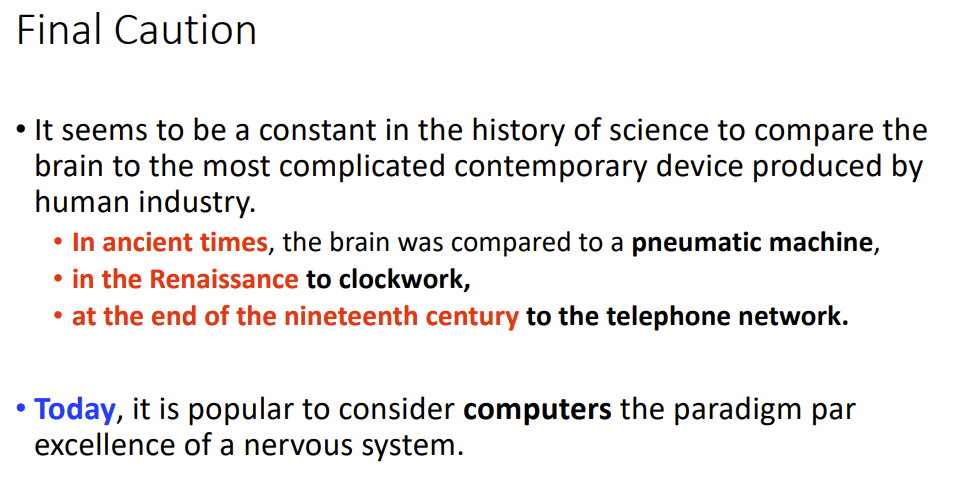 Final Caution
• It seems to be a constant in the history of science to compare the
brain to the most complicated contemporary device produced by
human industry.
• In ancient times, the brain was compared to a pneumatic machine,
• in the Renaissance to clockwork,
• at the end of the nineteenth century to the telephone network.
• Today, it is popular to consider computers the paradigm par
excellence of a nervous system.